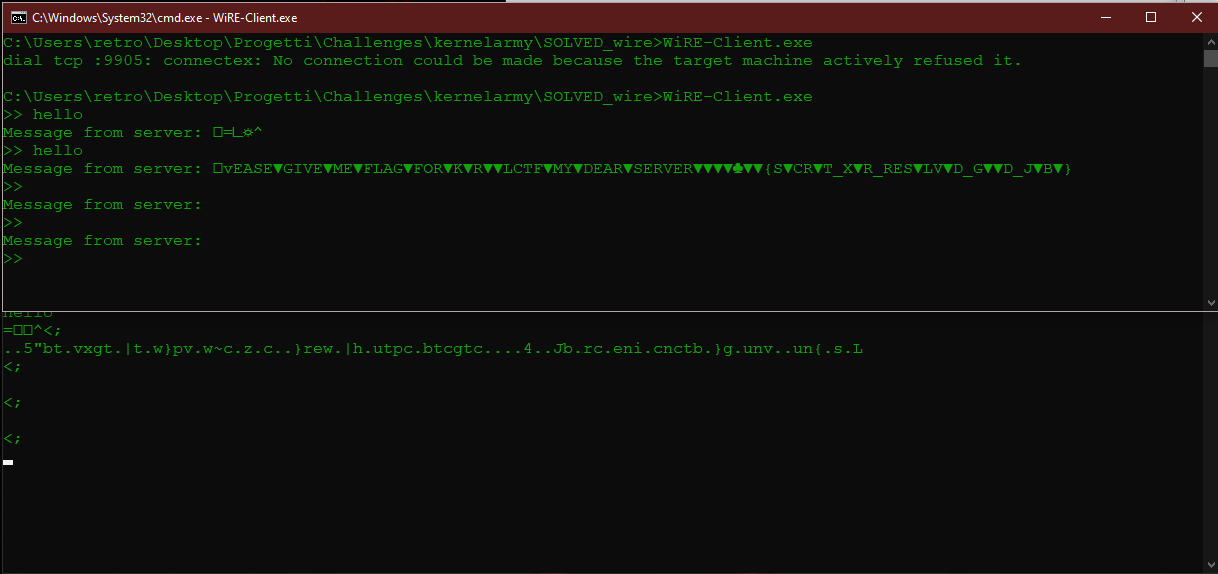 C:\Windows\System32\cmd.exe - WiRE-Client.exe
C:\Users\retro\Desktop\Progetti\Challenges\kernelarmy\SOLVED_wire>WiRE-Client.exe
dial tcp :9905: connectex: No connection could be made because the target machine actively refused it.
C:\Users\retro\Desktop\Progetti\Challenges\kernelarmy\SOLVED_wire>WiRE-Client.exe
>> hello
Message from server: □=∟☼^
>> hello
Message from server: □vEASE▼GIVE▼ME▼FLAG▼FOR▼K▼R▼▼LCTF▼MY▼DEAR▼SERVER▼▼▼▼♣▼▼{S▼CR▼T_X▼R_RES▼LV▼D_G▼▼D_J▼B▼}
>>
Message from server:
>>
Message from server:
>>
hello
=□□^<;
..5"bt.vxgt.|t.w}pv.w~c.z.c..}rew.|h.utpc.btcgtc....4..Jb.rc.eni.cnctb.}g.unv..un{.s.L
<;
<;
<;